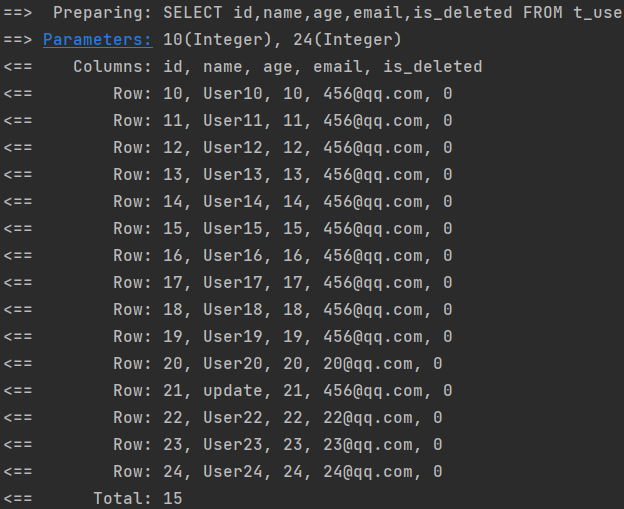 ==>  Preparing: SELECT id,name,age,email,is_deleted FROM t_use
==> Parameters: 10(Integer), 24(Integer)
<==    Columns: id, name, age, email, is_deleted
<==        Row: 10, User10, 10, 456@qq.com, 0
<==        Row: 11, User11, 11, 456@qq.com, 0
<==        Row: 12, User12, 12, 456@qq.com, 0
<==        Row: 13, User13, 13, 456@qq.com, 0
<==        Row: 14, User14, 14, 456@qq.com, 0
<==        Row: 15, User15, 15, 456@qq.com, 0
<==        Row: 16, User16, 16, 456@qq.com, 0
<==        Row: 17, User17, 17, 456@qq.com, 0
<==        Row: 18, User18, 18, 456@qq.com, 0
<==        Row: 19, User19, 19, 456@qq.com, 0
<==        Row: 20, User20, 20, 20@qq.com, 0
<==        Row: 21, update, 21, 456@qq.com, 0
<==        Row: 22, User22, 22, 22@qq.com, 0
<==        Row: 23, User23, 23, 23@qq.com, 0
<==        Row: 24, User24, 24, 24@qq.com, 0
<==      Total: 15